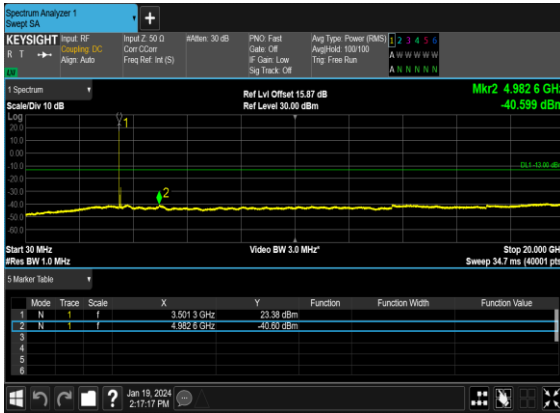 Spectrum Analyzer 1
Swept SA
+
KEYSIGHT Input: RF Input Z: 50 Ω #Atten: 30 dB PNO: Fast Avg Type: Power (RMS) 1 2 3 4 5 6
R T Coupling: DC Corr CCorr Gate: Off Avg|Hold: 100/100 A W W W W W
Align: Auto Freq Ref: Int (S) IF Gain: Low Trig: Free Run
Sig Track: Off A N N N N N
1 Spectrum Ref Lvl Offset 15.87 dB Mkr2 4.982 6 GHz
Scale/Div 10 dB Ref Level 30.00 dBm -40.599 dBm
Log
20.0
10.0
0.00
-10.0
DL1 -13.00 dBm
-20.0
-30.0
-40.0
-50.0
-60.0
1
2
Start 30 MHz Video BW 3.0 MHz* Stop 20.000 GH
#Res BW 1.0 MHz Sweep 34.7 ms (40001 pts
5 Marker Table
Mode Trace Scale X Y Function Function Width Function Value
1 N 1 f 3.501 3 GHz 23.38 dBm
2 N 1 f 4.982 6 GHz -40.60 dBm
3
4
5
6
? Jan 19, 2024
2:17:17 PM